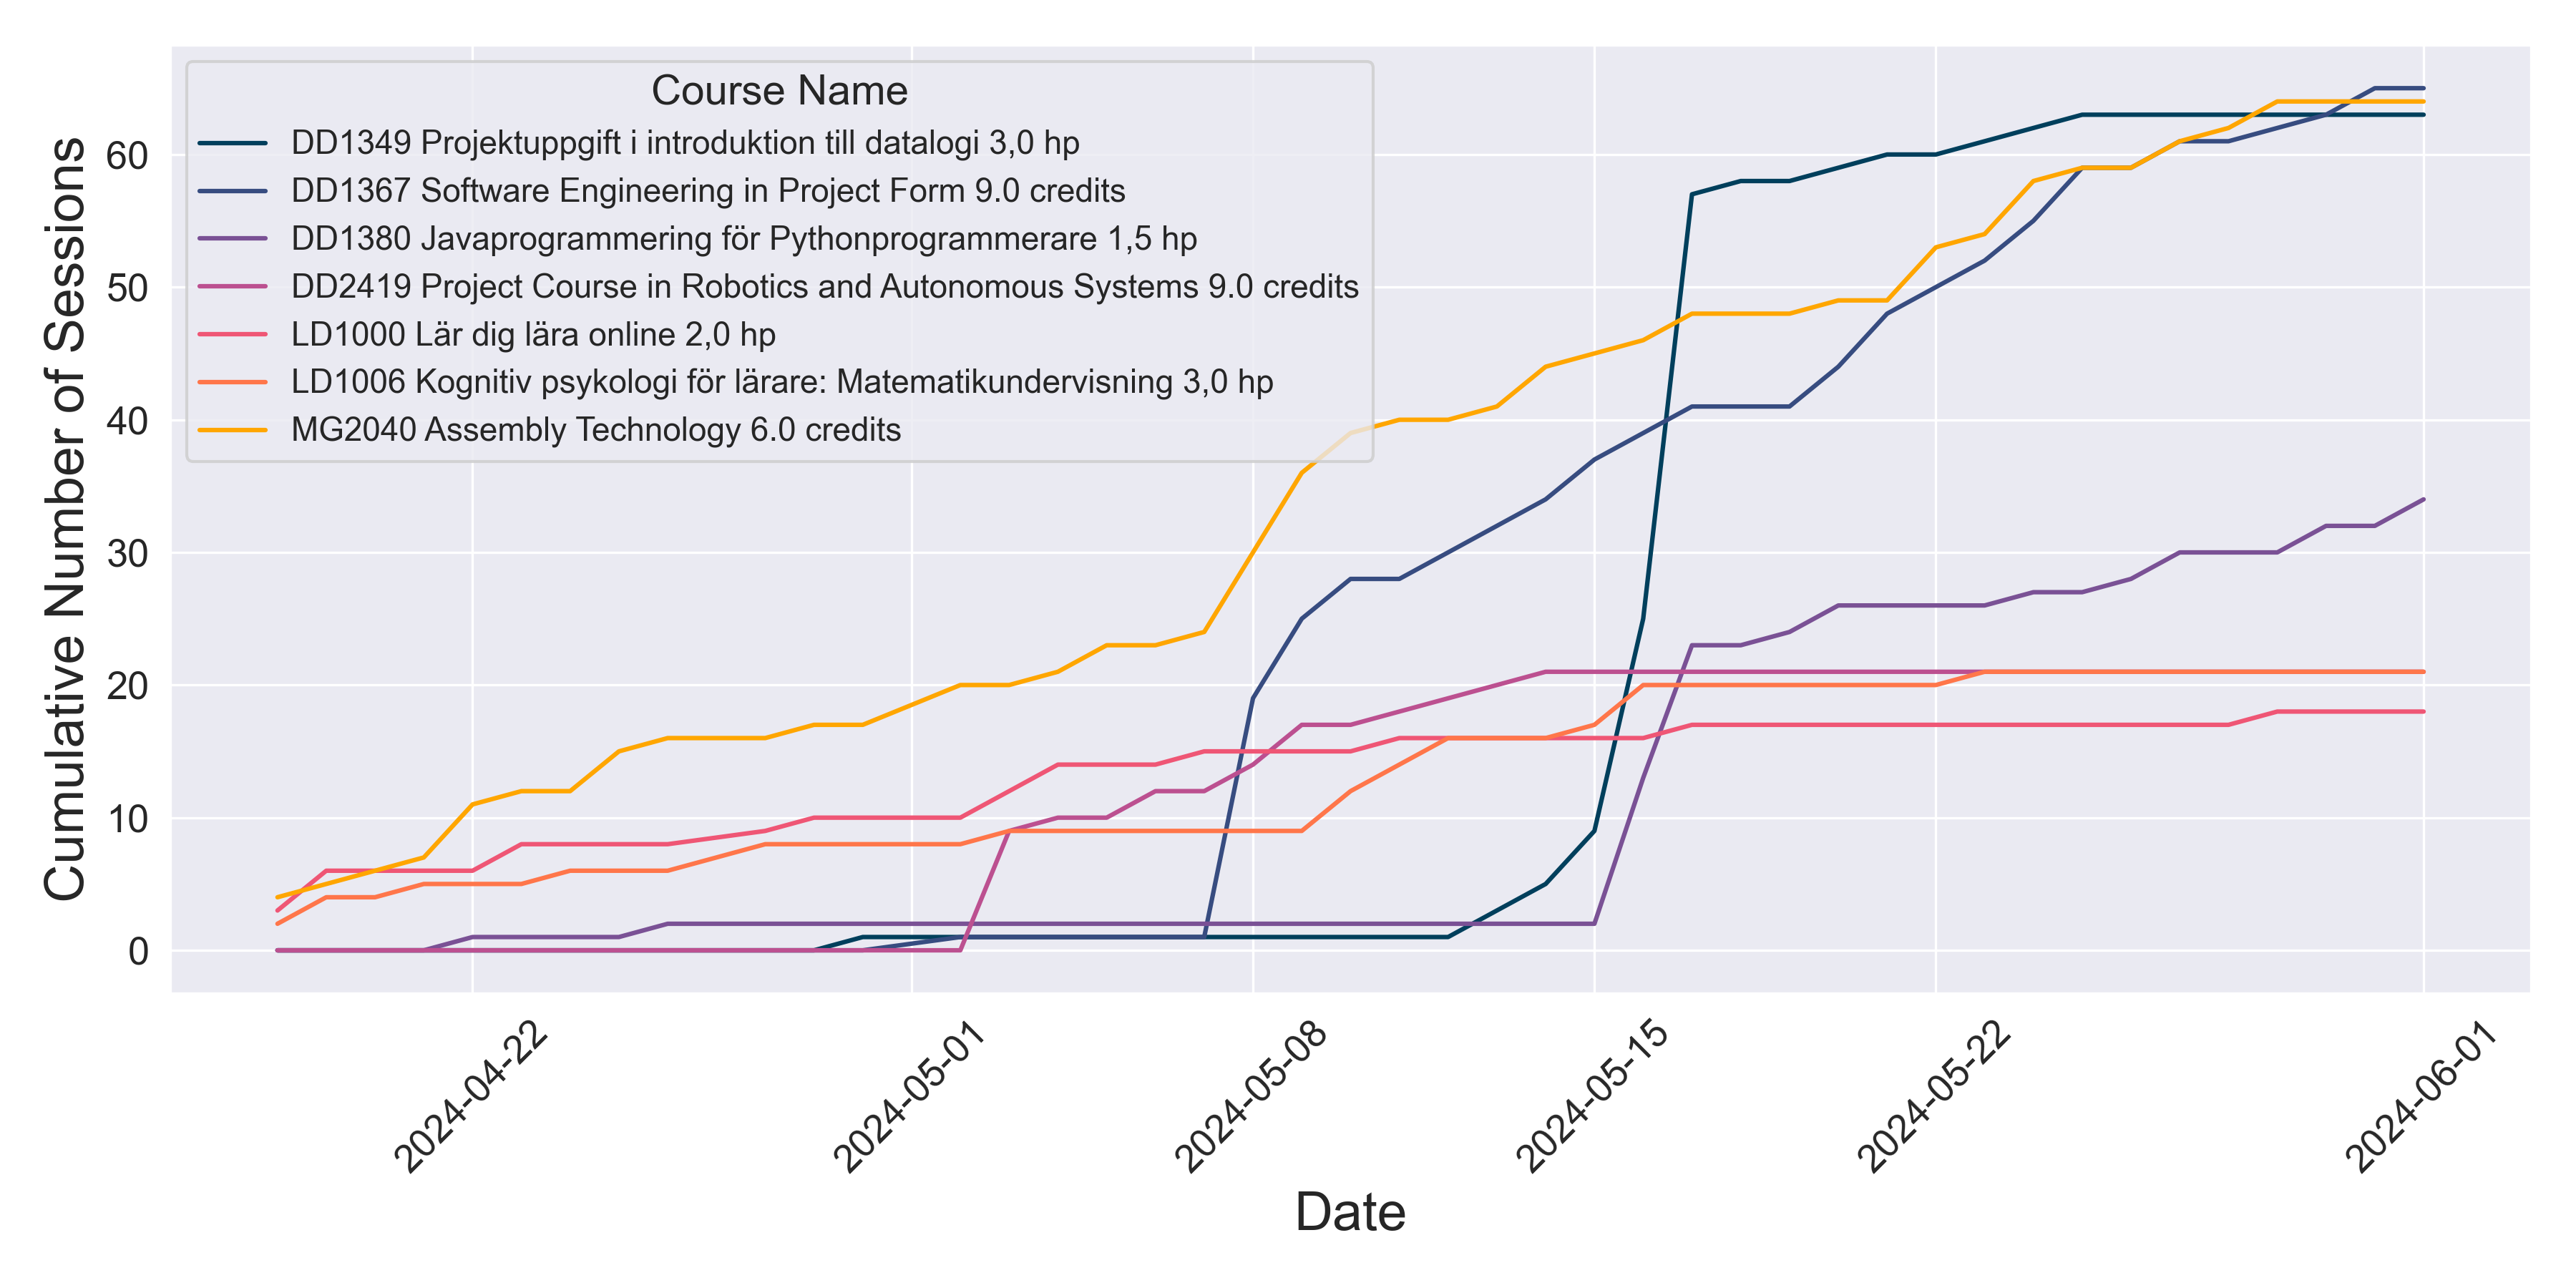 Course Name
DD1349 Projektuppgift i introduktion till datalogi 3,0 hp
DD1367 Software Engineering in Project Form 9.0 credits
DD1380 Javaprogrammering för Pythonprogrammerare 1,5 hp
DD2419 Project Course in Robotics and Autonomous Systems 9.0 credits
LD1000 Lär dig lära online 2,0 hp
LD1006 Kognitiv psykologi för lärare: Matematikundervisning 3,0 hp
MG2040 Assembly Technology 6.0 credits
Cumulative Number of Sessions
60
50
40
30
20
10
0
2024-04-22
2024-05-01
2024-05-08
2024-05-15
2024-05-22
2024-06-01
Date